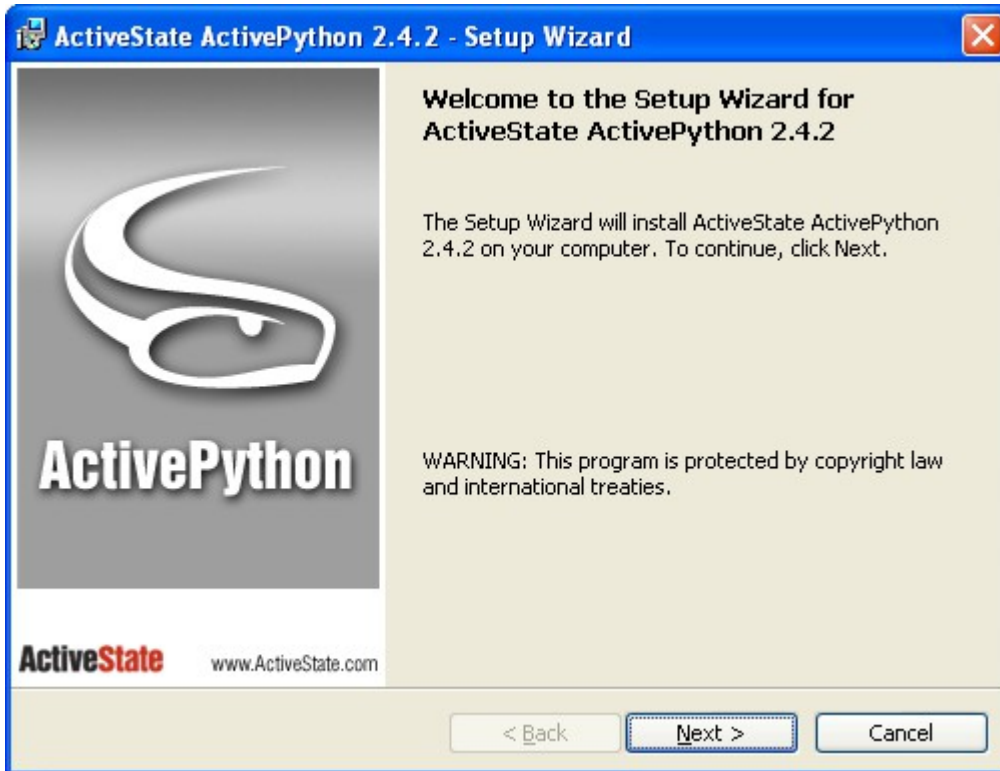 ActiveState ActivePython 2.4.2 - Setup Wizard
Welcome to the Setup Wizard for
ActiveState ActivePython 2.4.2
The Setup Wizard will install ActiveState ActivePython
2.4.2 on your computer. To continue, click Next.
ActivePython
WARNING: This program is protected by copyright law
and international treaties.
ActiveState www.ActiveState.com
< Back Next > Cancel